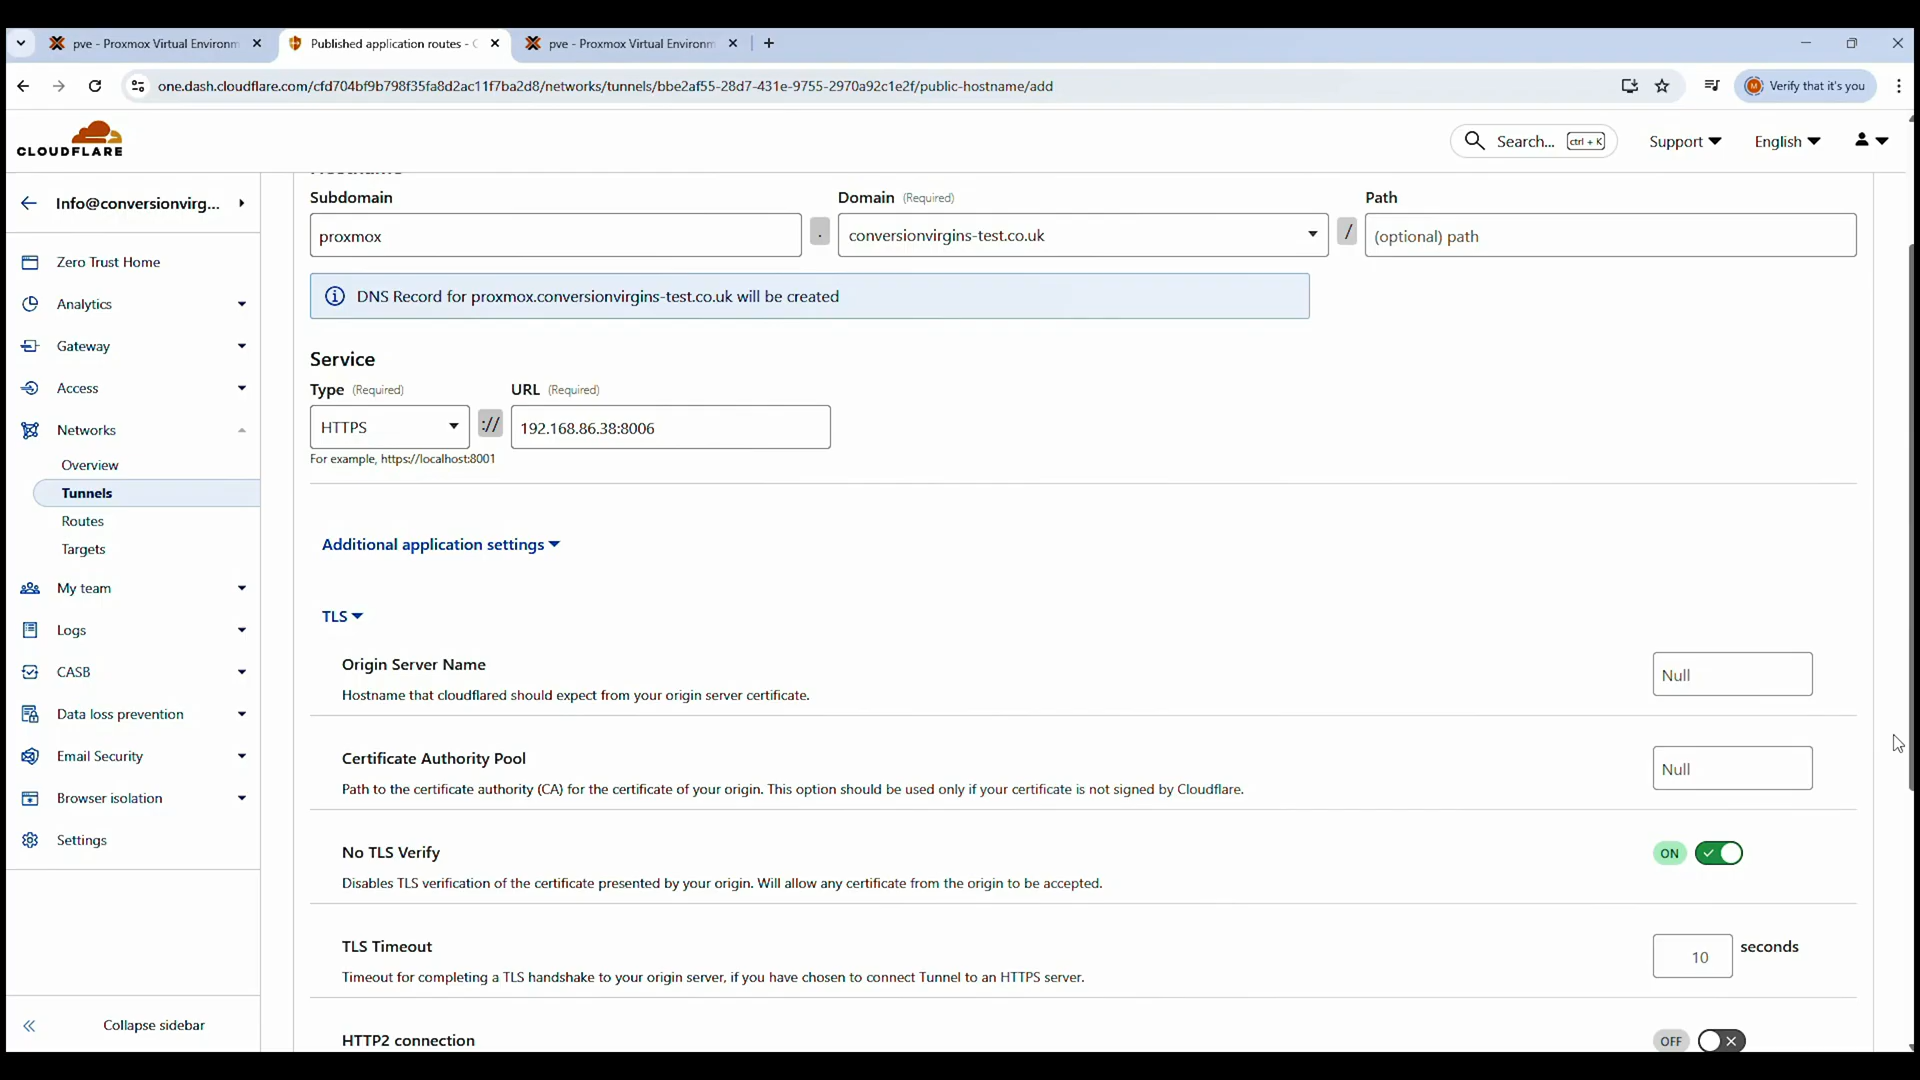 pve - Proxmox Virtual Environm
Published application routes - C
pve - Proxmox Virtual Environm
one.dash.cloudflare.com/cfd704bf9b798f35fa8d2ac11f7ba2d8/networks/tunnels/bbe2af55-28d7-431e-9755-2970a92c1e2f/public-hostname/add
M
Verify that it's you
CLOUDFLARE
Search... ctrl + K
Support
English
Info@conversionvirg...
Zero Trust Home
Analytics
Gateway
Access
Networks
Overview
Tunnels
Routes
Targets
My team
Logs
CASB
Data loss prevention
Email Security
Browser isolation
Settings
Collapse sidebar
Subdomain
Domain (Required)
Path
proxmox
.
conversionvirgins-test.co.uk
/
(optional) path
DNS Record for proxmox.conversionvirgins-test.co.uk will be created
Service
Type (Required)
URL (Required)
HTTPS
://
192.168.86.38:8006
For example, https://localhost:8001
Additional application settings
TLS
Origin Server Name
Null
Hostname that cloudflared should expect from your origin server certificate.
Certificate Authority Pool
Null
Path to the certificate authority (CA) for the certificate of your origin. This option should be used only if your certificate is not signed by Cloudflare.
No TLS Verify
ON
Disables TLS verification of the certificate presented by your origin. Will allow any certificate from the origin to be accepted.
TLS Timeout
10
seconds
Timeout for completing a TLS handshake to your origin server, if you have chosen to connect Tunnel to an HTTPS server.
HTTP2 connection
OFF